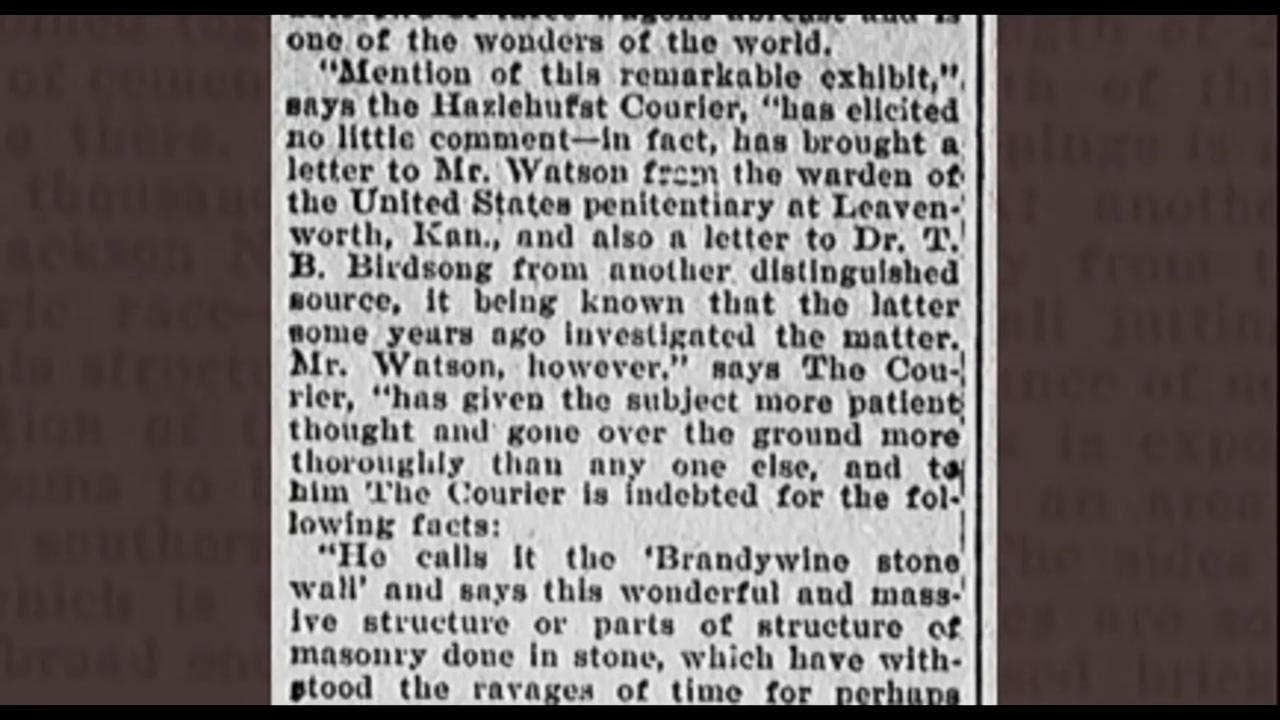 one of the wonders of the world.
"Mention of this remarkable exhibit,"
says the Hazlehurst Courier, "has elicited
no little comment—in fact, has brought a
letter to Mr. Watson from the warden of
the United States penitentiary at Leaven-
worth, Kan., and also a letter to Dr. T.
B. Birdsong from another distinguished
source, it being known that the latter
some years ago investigated the matter.
Mr. Watson, however," says The Cou-
rier, "has given the subject more patient
thought and gone over the ground more
thoroughly than any one else, and to
him The Courier is indebted for the fol-
lowing facts:
"He calls it the 'Brandywine stone
wall' and says this wonderful and mass-
ive structure or parts of structure of
masonry done in stone, which have with-
stood the ravages of time for perhaps